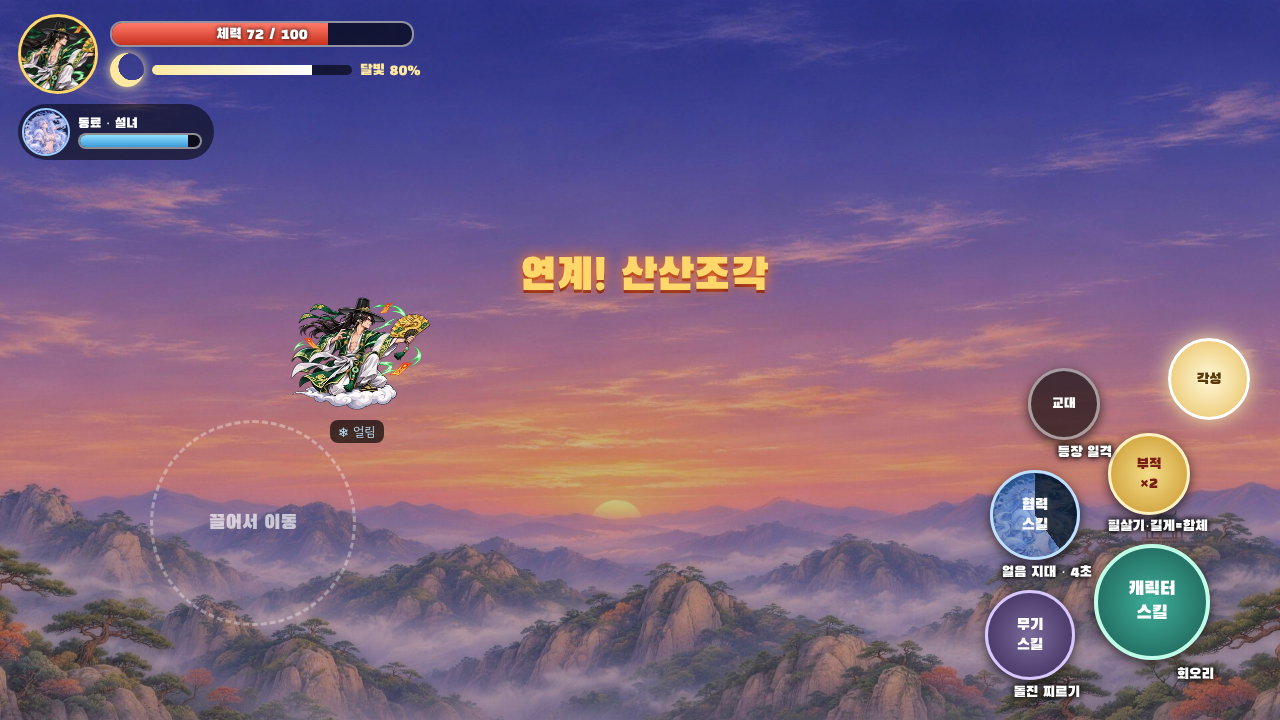 체력 72 / 100
달빛 80%
동료 · 설녀
연계! 산산조각
각성
교대
등장 일격
부적
×2
❄ 얼림
협력
스킬
필살기·길게=합체
끌어서 이동
얼음 지대 · 4초
캐릭터
스킬
무기
스킬
회오리
돌진 찌르기